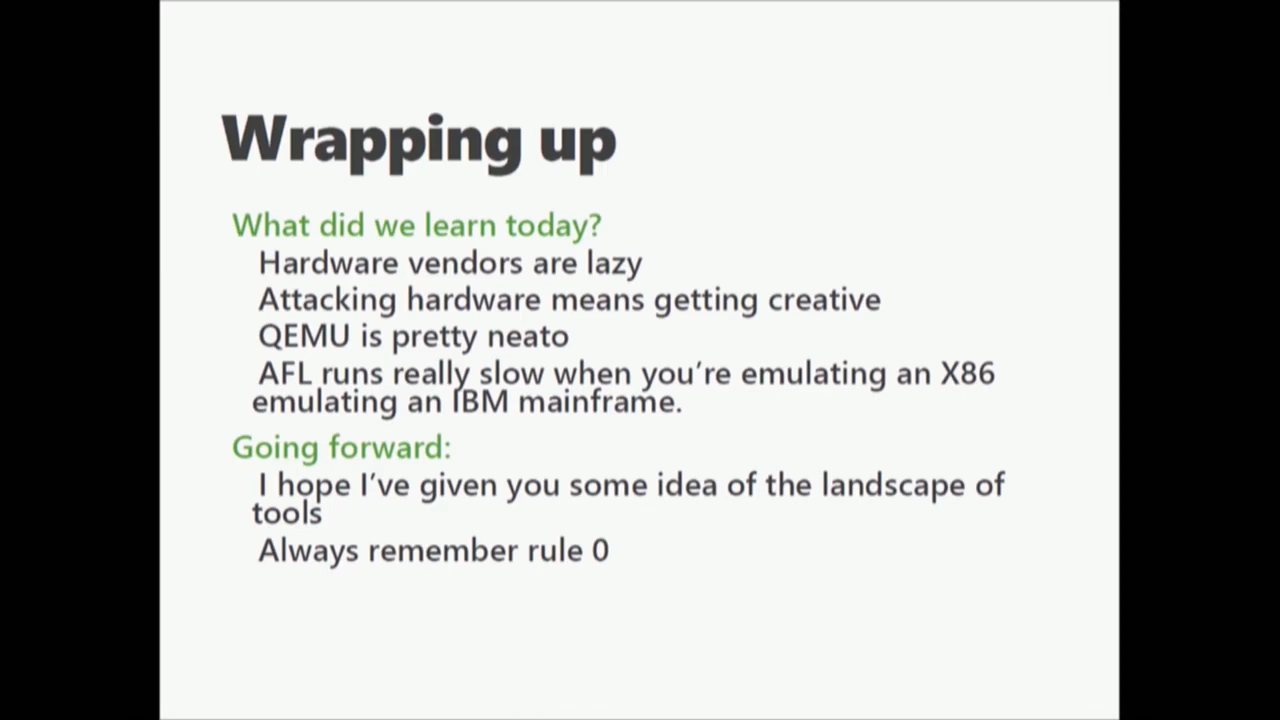 Wrapping up
What did we learn today?
Hardware vendors are lazy
Attacking hardware means getting creative
QEMU is pretty neato
AFL runs really slow when you’re emulating an X86
emulating an IBM mainframe.
Going forward:
I hope I’ve given you some idea of the landscape of
tools
Always remember rule 0